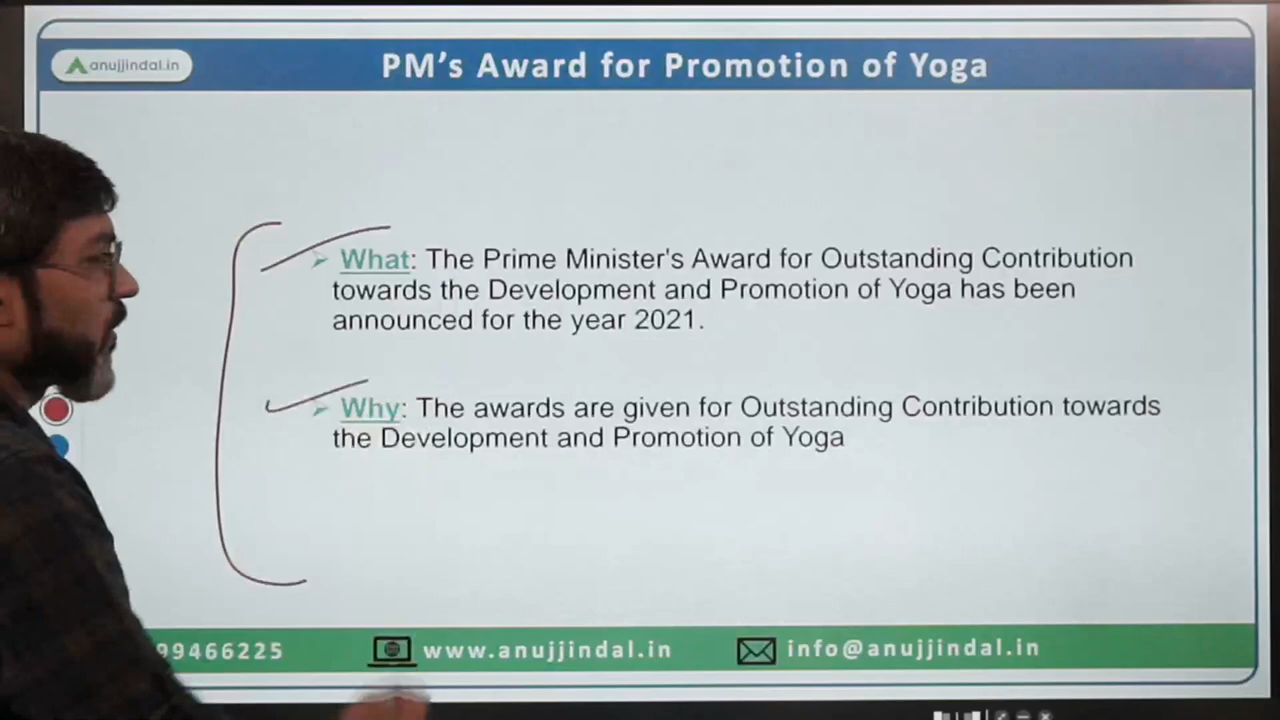 anujjindal.in
PM's Award for Promotion of Yoga
What: The Prime Minister's Award for Outstanding Contribution
towards the Development and Promotion of Yoga has been
announced for the year 2021.
Why: The awards are given for Outstanding Contribution towards
the Development and Promotion of Yoga
99466225
www.anujjindal.in
info@anujjindal.in